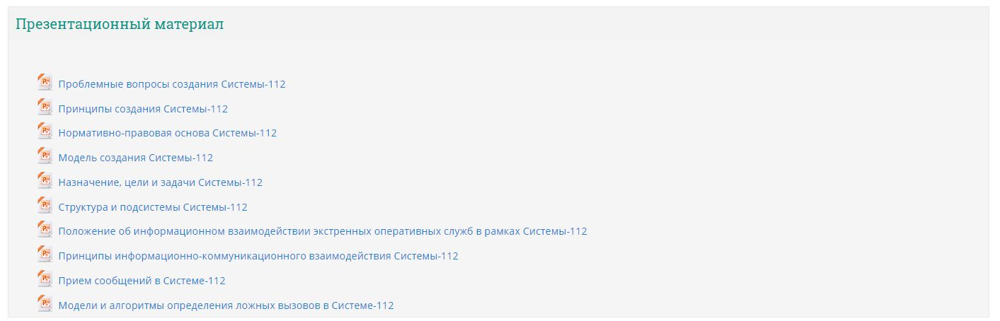 Презентационный материал
Проблемные вопросы создания Системы-112
Принципы создания Системы-112
Нормативно-правовая основа Системы-112
Модель создания Системы-112
Назначение, цели и задачи Системы-112
Структура и подсистемы Системы-112
Положение об информационном взаимодействии экстренных оперативных служб в рамках Системы-112
Принципы информационно-коммуникационного взаимодействия Системы-112
Прием сообщений в Системе-112
Модели и алгоритмы определения ложных вызовов в Системе-112